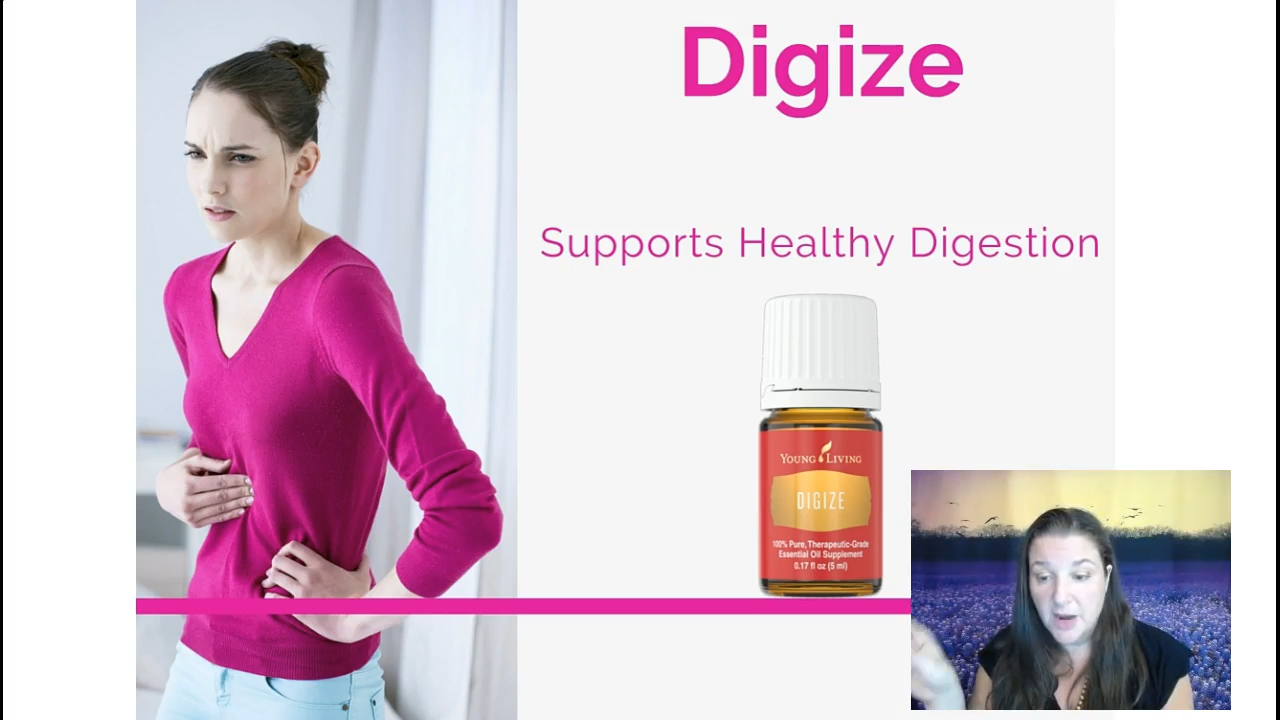 Digize
Supports Healthy Digestion
YOUNG LIVING
DIGIZE
100% Pure, Therapeutic-Grade
Essential Oil Supplement
0.17 fl oz (5 ml)